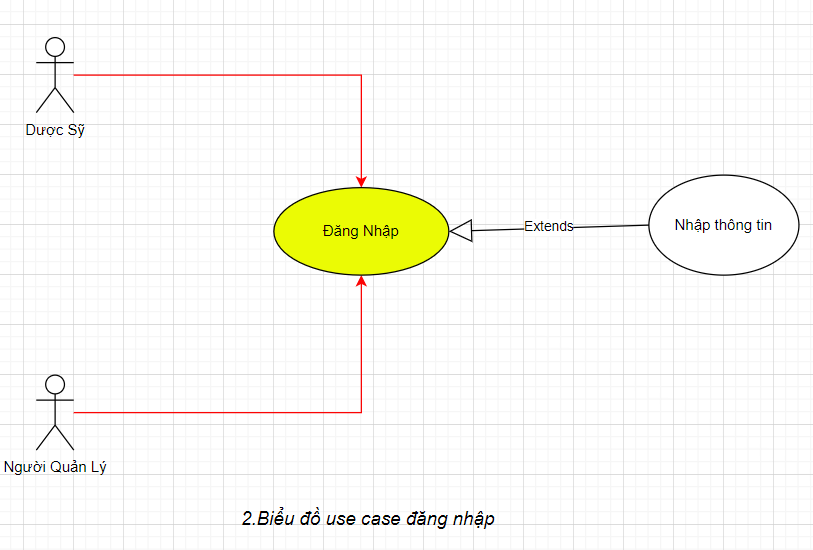 Dược Sỹ
Đăng Nhập
Extends
Nhập thông tin
Người Quản Lý
2.Biểu đồ use case đăng nhập